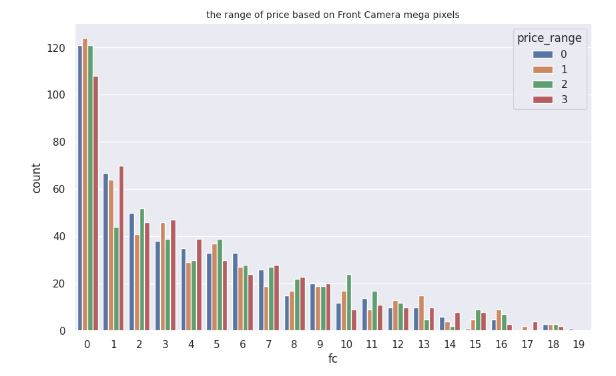 the range of price based on Front Camera mega pixels
price_range
0
1
2
3
120
100
80
60
40
20
0
count
0 1 2 3 4 5 6 7 8 9 10 11 12 13 14 15 16 17 18 19
fc